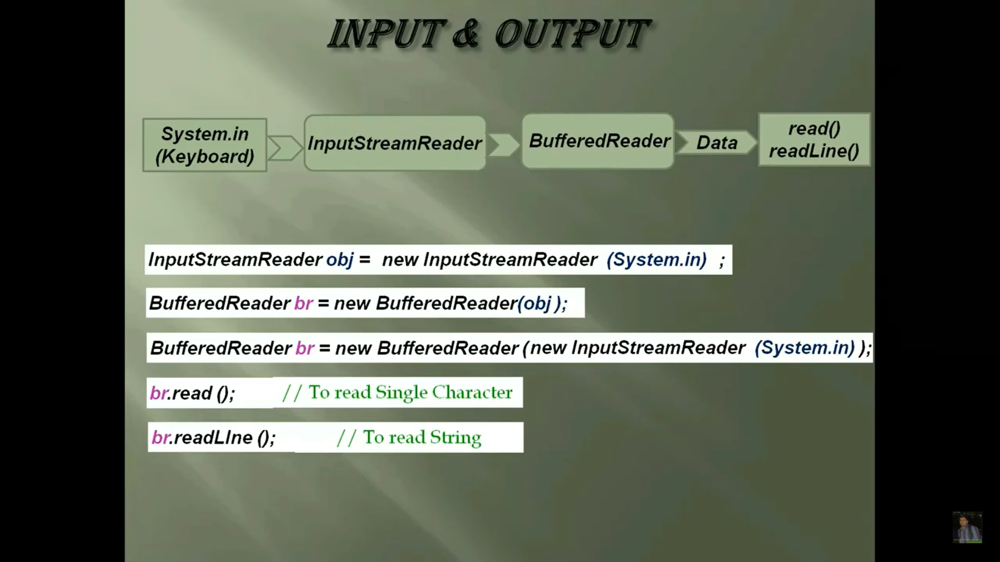 INPUT & OUTPUT
System.in
(Keyboard)
InputStreamReader
BufferedReader
Data
read()
readLine()
InputStreamReader obj = new InputStreamReader (System.in) ;
BufferedReader br = new BufferedReader(obj );
BufferedReader br = new BufferedReader (new InputStreamReader (System.in) );
br.read (); // To read Single Character
br.readLIne (); // To read String